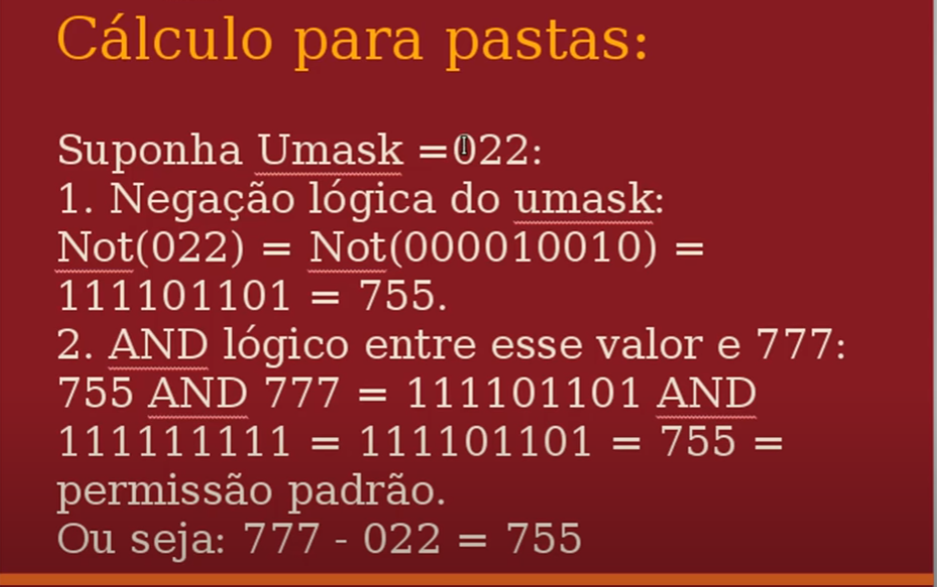 Cálculo para pastas:
Suponha Umask =022:
1. Negação lógica do umask:
Not(022) = Not(000010010) =
111101101 = 755.
2. AND lógico entre esse valor e 777:
755 AND 777 = 111101101 AND
111111111 = 111101101 = 755 =
permissão padrão.
Ou seja: 777 - 022 = 755